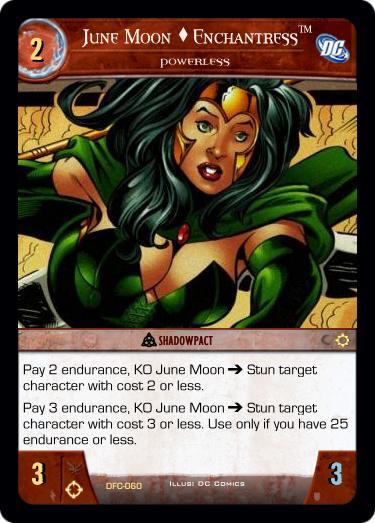 2
JUNE MOON ♦ ENCHANTRESS™
DC
POWERLESS
SHADOWPACT
Pay 2 endurance, KO June Moon ➔ Stun target
character with cost 2 or less.
Pay 3 endurance, KO June Moon ➔ Stun target
character with cost 3 or less. Use only if you have 25
endurance or less.
3
DFC-060
ILLUS: DC COMICS
3